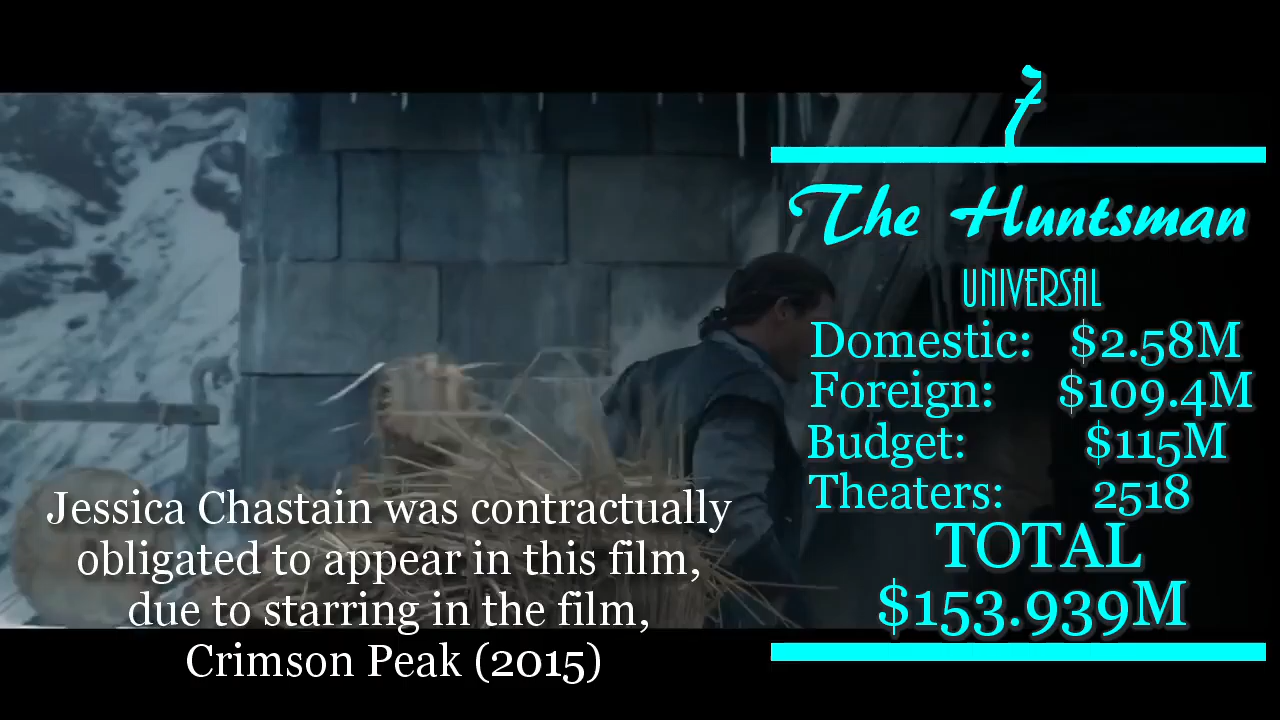 Jessica Chastain was contractually
obligated to appear in this film,
due to starring in the film,
Crimson Peak (2015)
7
The Huntsman
UNIVERSAL
Domestic: $2.58M
Foreign: $109.4M
Budget: $115M
Theaters: 2518
TOTAL
$153.939M